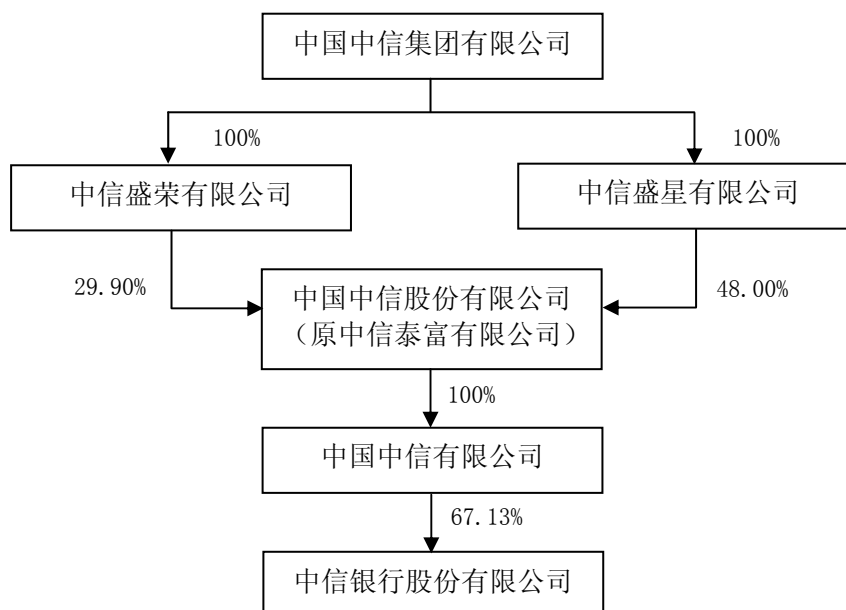 中国中信集团有限公司
100%
100%
中信盛荣有限公司
中信盛星有限公司
29.90%
中国中信股份有限公司
（原中信泰富有限公司）
48.00%
100%
中国中信有限公司
67.13%
中信银行股份有限公司